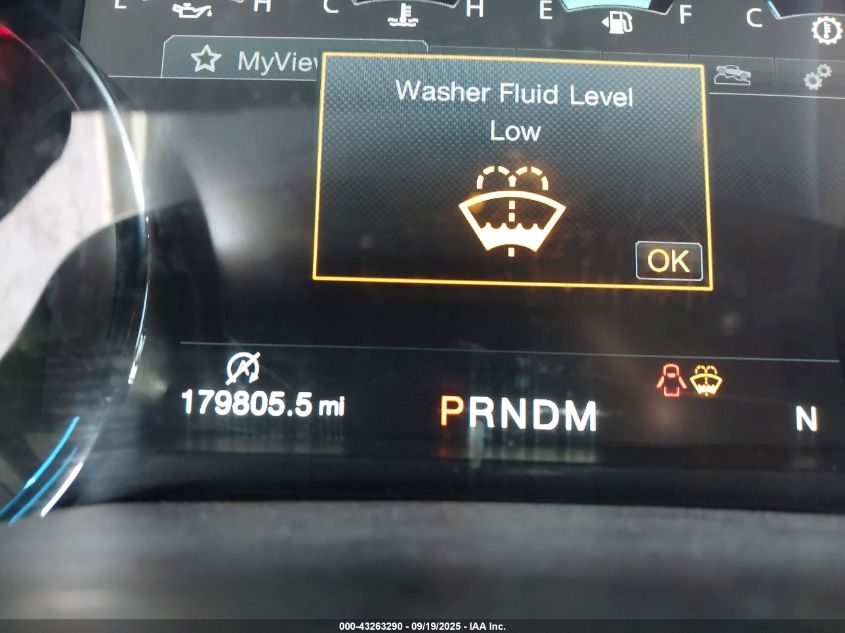 L H C H E F C
MyView
Washer Fluid Level
Low
OK
179805.5 mi
PRNDM
N
000-43263290 - 09/19/2025 - IAA Inc.